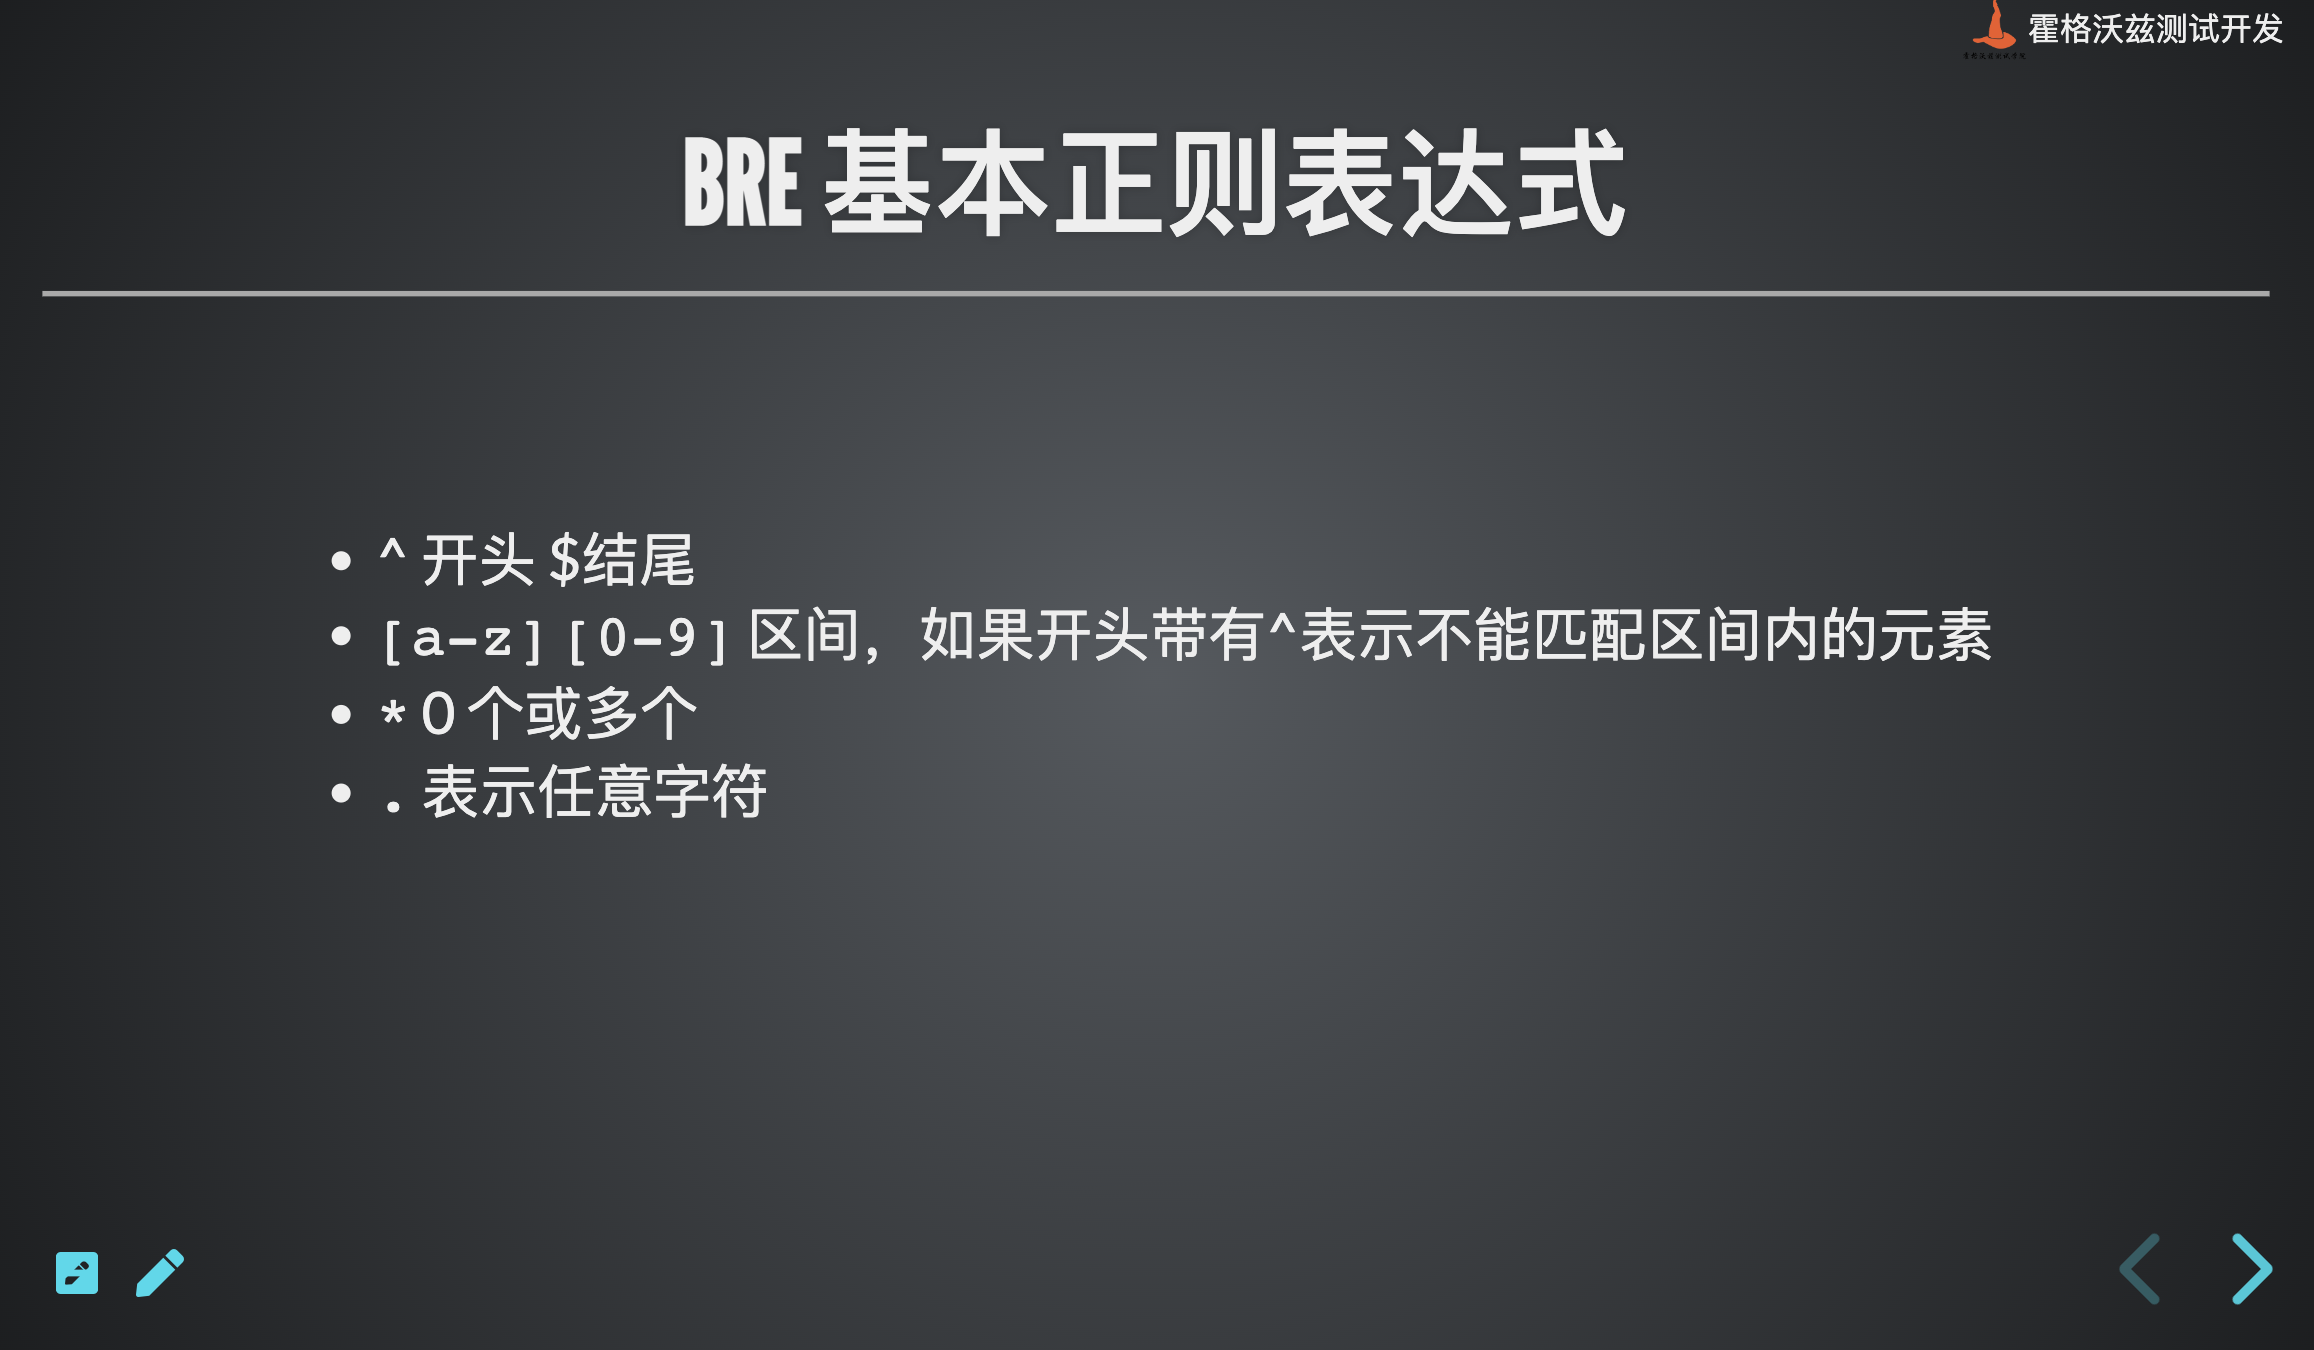 霍格沃兹测试开发
BRE 基本正则表达式
^ 开头 $结尾
[a-z][0-9] 区间，如果开头带有^表示不能匹配区间内的元素
* 0 个或多个
. 表示任意字符